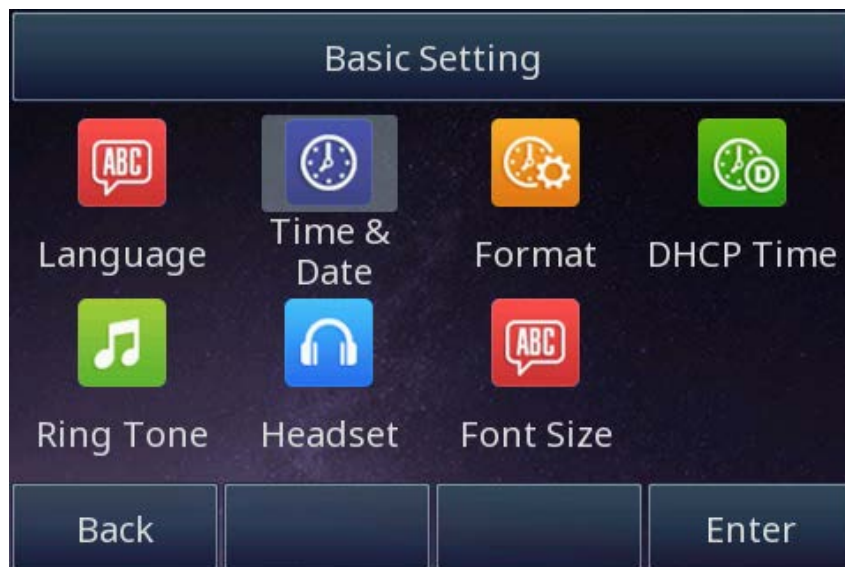 Basic Setting
ABC
ABC
D
Language
Time &
Date
Format
DHCP Time
Ring Tone
Headset
Font Size
Back
Enter